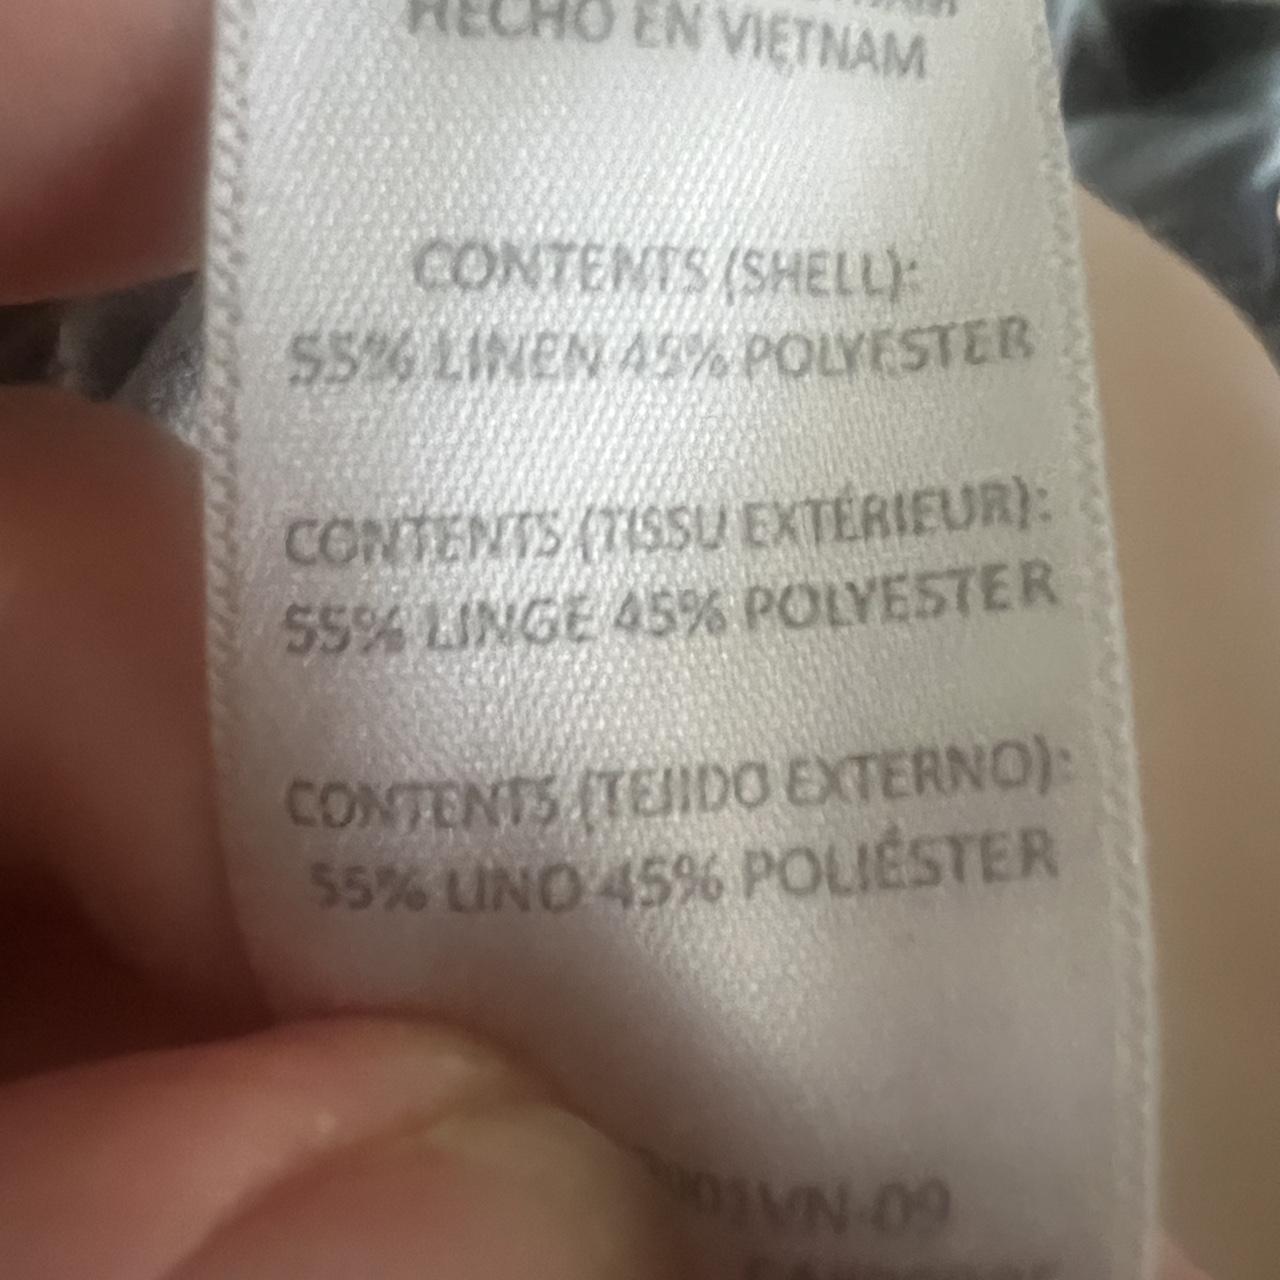 HECHO EN VIETNAM
CONTENTS (SHELL):
55% LINEN 45% POLYESTER
CONTENTS (TISSU EXTÉRIEUR):
55% LINGE 45% POLYESTER
CONTENTS (TEJIDO EXTERNO):
55% LINO 45% POLIÉSTER